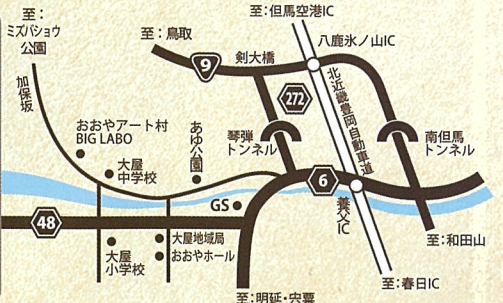 至:
ミズバショウ
公園
至:鳥取
至:但馬空港IC
八鹿氷ノ山IC
剣大橋
9
加保坂
272
北近畿豊岡自動車道
おおやアート村
BIG LABO
あゆ公園
琴弾
トンネル
南但馬
トンネル
大屋
中学校
6
GS
養父IC
48
大屋地域局
おおやホール
大屋
小学校
至:和田山
至:春日IC
至:明延・宍粟